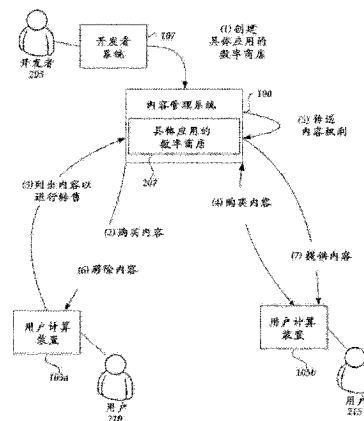 107
开发者
系统
(1) 创建
具体应用的
数字商店
开发者
205
内容管理系统
100
具体应用的
数字商店
207
(5) 传送
内容权利
(3) 列出内容以
进行转售
(2) 购买内容
(4) 购买内容
(7) 提供内容
(6) 移除内容
用户计算
装置
105a
用户
210
用户计算
装置
105b
用户
215